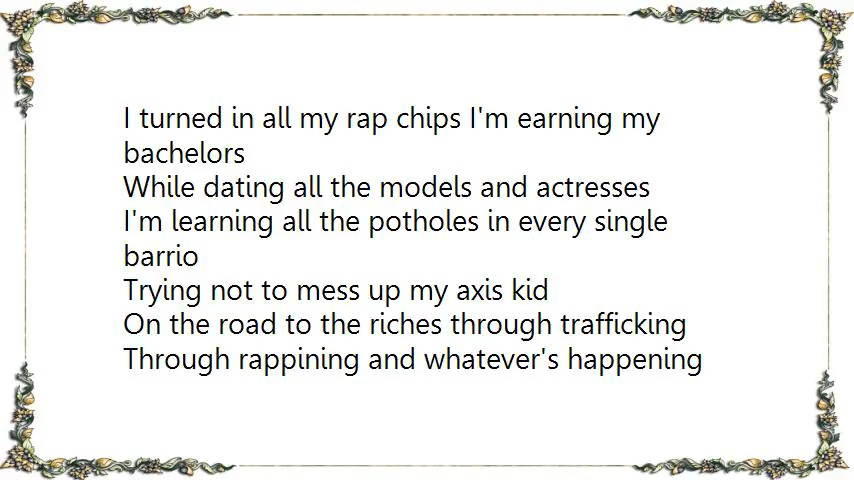 I turned in all my rap chips I'm earning my
bachelors
While dating all the models and actresses
I'm learning all the potholes in every single
barrio
Trying not to mess up my axis kid
On the road to the riches through trafficking
Through rappining and whatever's happening